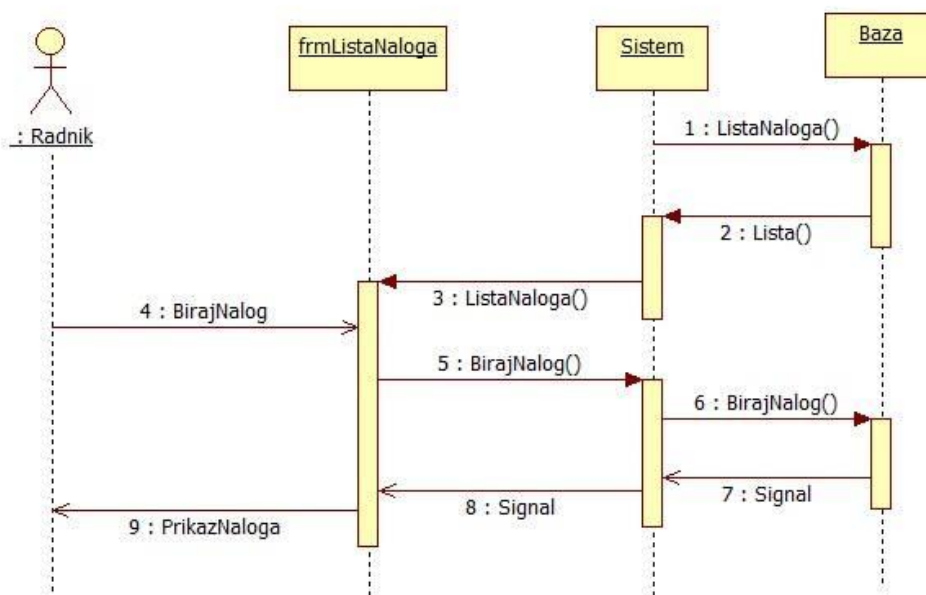 frmListaNaloga
Sistem
Baza
: Radnik
1 : ListaNaloga()
2 : Lista()
3 : ListaNaloga()
4 : BirajNalog
5 : BirajNalog()
6 : BirajNalog()
7 : Signal
8 : Signal
9 : PrikazNaloga